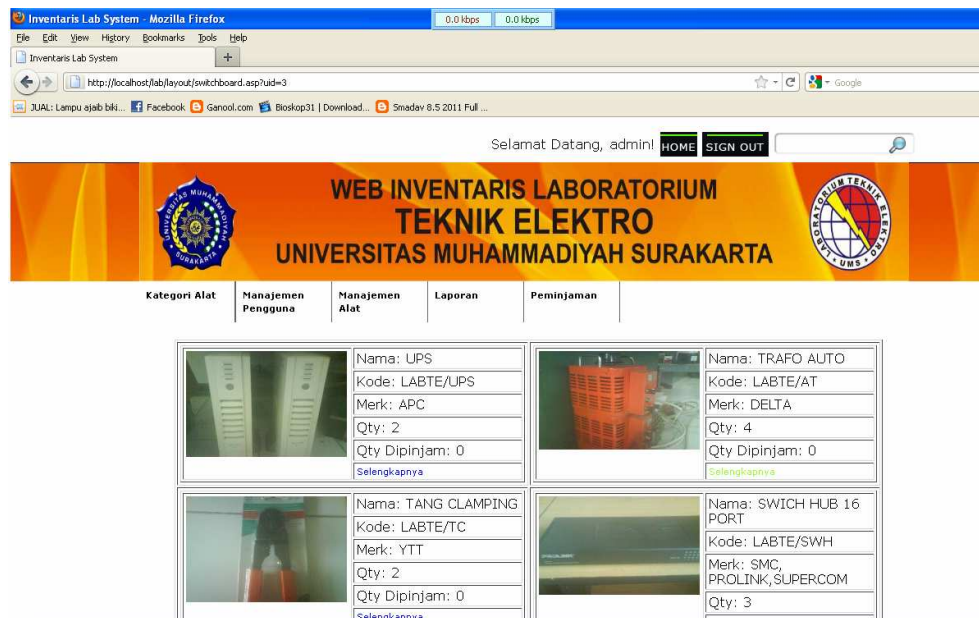 Inventaris Lab System - Mozilla Firefox
0.0 kbps 0.0 kbps
File Edit View History Bookmarks Tools Help
Inventaris Lab System +
http://localhost/lab/layout/switchboard.asp?uid=3
Google
JUAL: Lampu ajaib biki... Facebook Ganool.com Bioskop31 | Download... Smadav 8.5 2011 Full ...
Selamat Datang, admin! HOME SIGN OUT
WEB INVENTARIS LABORATORIUM
TEKNIK ELEKTRO
UNIVERSITAS MUHAMMADIYAH SURAKARTA
UNIVERSITAS MUHAMMADIYAH SURAKARTA
LABORATORIUM TEKNIK ELEKTRO UMS
Kategori Alat
Manajemen
Pengguna
Manajemen
Alat
Laporan
Peminjaman
Nama: UPS
Kode: LABTE/UPS
Merk: APC
Qty: 2
Qty Dipinjam: 0
Selengkapnya
Nama: TRAFO AUTO
Kode: LABTE/AT
Merk: DELTA
Qty: 4
Qty Dipinjam: 0
Selengkapnya
Nama: TANG CLAMPING
Kode: LABTE/TC
Merk: YTT
Qty: 2
Qty Dipinjam: 0
Selengkapnya
PROLINK
Nama: SWICH HUB 16
PORT
Kode: LABTE/SWH
Merk: SMC,
PROLINK,SUPERCOM
Qty: 3